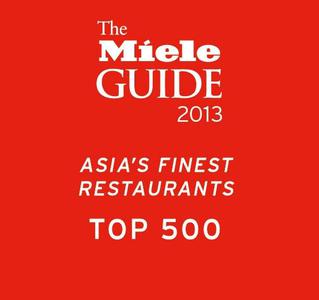 The
Miele
GUIDE
2013
ASIA'S FINEST
RESTAURANTS
TOP 500